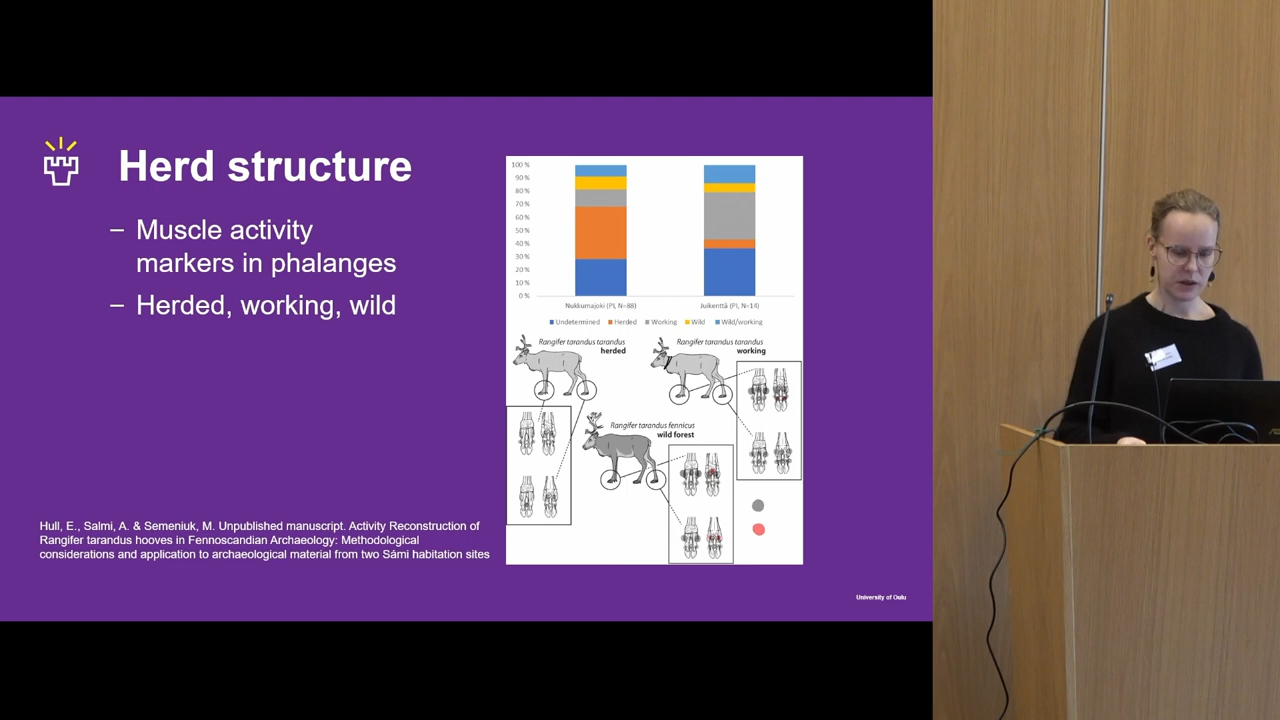 Herd structure
– Muscle activity
markers in phalanges
– Herded, working, wild
Hull, E., Salmi, A. & Semeniuk, M. Unpublished manuscript. Activity Reconstruction of
Rangifer tarandus hooves in Fennoscandian Archaeology: Methodological
considerations and application to archaeological material from two Sámi habitation sites
100 %
90 %
80 %
70 %
60 %
50 %
40 %
30 %
20 %
10 %
0 %
Nukkumajoki (PI, N=88)
Juikenttä (PI, N=14)
Undetermined Herded Working Wild Wild/working
Rangifer tarandus tarandus
herded
Rangifer tarandus tarandus
working
Rangifer tarandus fennicus
wild forest
University of Oulu